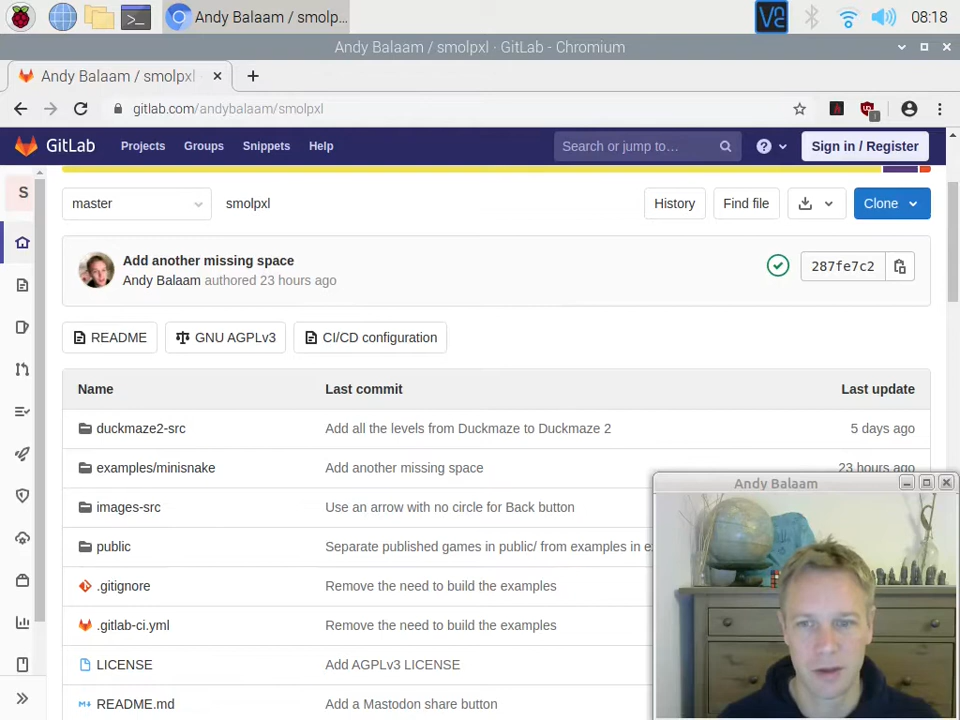 Andy Balaam / smolp...
08:18
Andy Balaam / smolpxl · GitLab - Chromium
Andy Balaam / smolpxl
gitlab.com/andybalaam/smolpxl
GitLab Projects Groups Snippets Help Search or jump to... Sign in / Register
S
master smolpxl History Find file Clone
Add another missing space
Andy Balaam authored 23 hours ago
287fe7c2
README GNU AGPLv3 CI/CD configuration
Name Last commit Last update
duckmaze2-src Add all the levels from Duckmaze to Duckmaze 2 5 days ago
examples/minisnake Add another missing space 23 hours ago
Andy Balaam
images-src Use an arrow with no circle for Back button
public Separate published games in public/ from examples in e
.gitignore Remove the need to build the examples
.gitlab-ci.yml Remove the need to build the examples
LICENSE Add AGPLv3 LICENSE
README.md Add a Mastodon share button